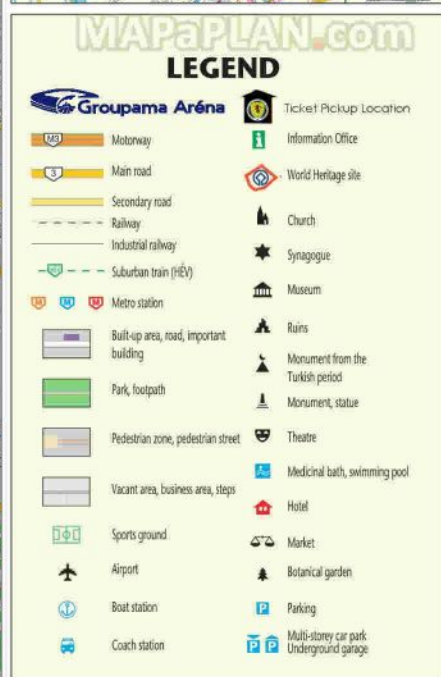 MAPaPLAN.com
LEGEND
Groupama Aréna
M3
Motorway
3
Main road
Secondary road
Railway
Industrial railway
Suburban train (HÉV)
M M M
Metro station
Built-up area, road, important
building
Park, footpath
Pedestrian zone, pedestrian street
Vacant area, business area, steps
Sports ground
Airport
Boat station
Coach station
Ticket Pickup Location
i
Information Office
World Heritage site
Church
Synagogue
Museum
Ruins
Monument from the
Turkish period
Monument, statue
Theatre
Medicinal bath, swimming pool
Hotel
Market
Botanical garden
P
Parking
P P
Multi-storey car park
Underground garage